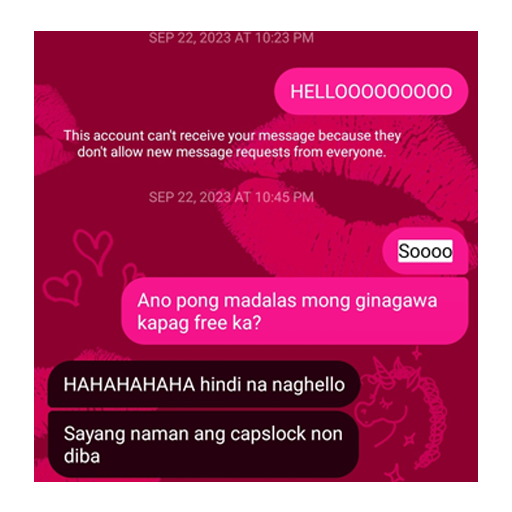 SEP 22, 2023 AT 10:23 PM
HELLOOOOOOOOO
This account can't receive your message because they
don't allow new message requests from everyone.
SEP 22, 2023 AT 10:45 PM
Soooo
Ano pong madalas mong ginagawa
kapag free ka?
HAHAHAHAHA hindi na naghello
Sayang naman ang capslock non
diba